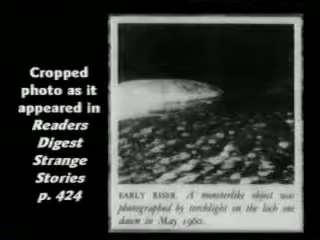 Cropped
photo as it
appeared in
Readers
Digest
Strange
Stories
p. 424
EARLY RISER. A monsterlike object was
photographed by torchlight on the loch one
dawn in May 1960.